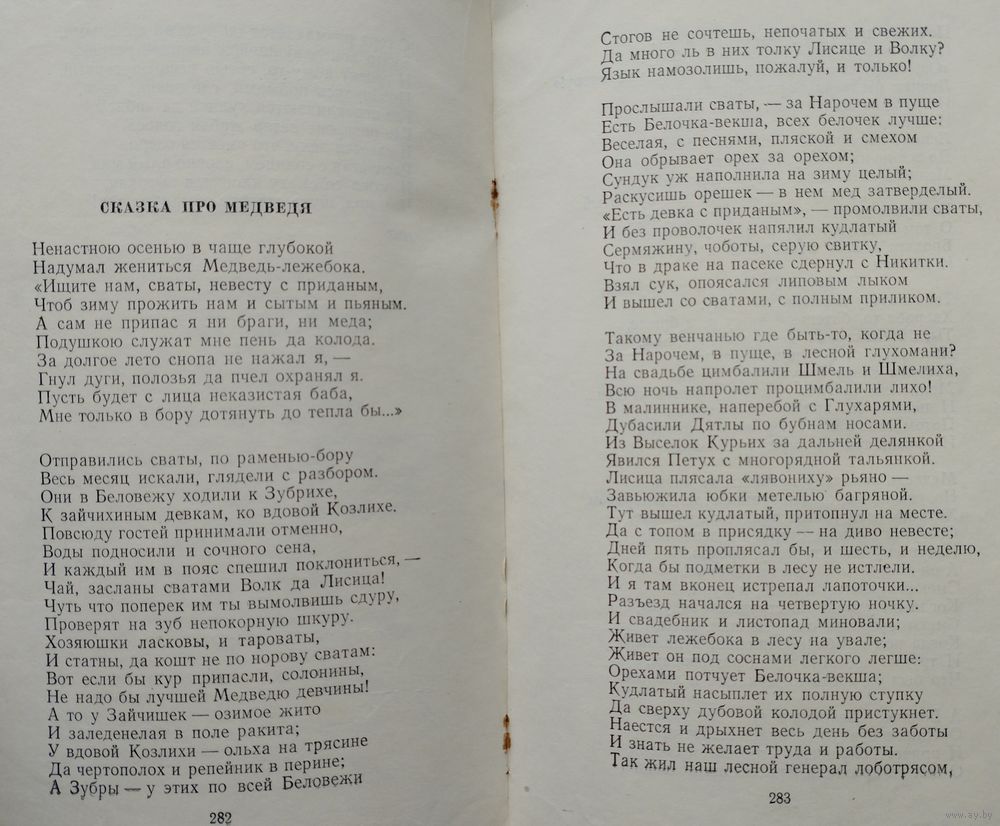 СКАЗКА ПРО МЕДВЕДЯ
Ненастною осенью в чаще глубокой
Надумал жениться Медведь-лежебока.
«Ищите нам, сваты, невесту с приданым,
Чтоб зиму прожить нам и сытым и пьяным.
А сам не припас я ни браги, ни меда;
Подушкою служат мне пень да колода.
За долгое лето снопа не нажал я, —
Гнул дуги, полозья да пчел охранял я.
Пусть будет с лица неказистая баба,
Мне только в бору дотянуть до тепла бы...»
Отправились сваты, по раменью-бору
Весь месяц искали, глядели с разбором.
Они в Беловежу ходили к Зубрихе,
К зайчихиным девкам, ко вдовой Козлихе.
Повсюду гостей принимали отменно,
Воды подносили и сочного сена,
И каждый им в пояс спешил поклониться, —
Чай, засланы сватами Волк да Лисица!
Чуть что поперек им ты вымолвишь сдуру,
Проверят на зуб непокорную шкуру.
Хозяюшки ласковы, и тароваты,
И статны, да кошт не по норову сватам:
Вот если бы кур припасли, солонины,
Не надо бы лучшей Медведю девчины!
А то у Зайчишек — озимое жито
И заледенелая в поле ракита;
У вдовой Козлихи — ольха на трясине
Да чертополох и репейник в перине;
А Зубры — у этих по всей Беловежи
282
Стогов не сочтешь, непочатых и свежих.
Да много ль в них толку Лисице и Волку?
Язык намозолишь, пожалуй, и только!
Прослышали сваты, — за Нарочем в пуще
Есть Белочка-векша, всех белочек лучше:
Веселая, с песнями, пляской и смехом
Она обрывает орех за орехом;
Сундук уж наполнила на зиму целый;
Раскусишь орешек — в нем мед затверделый.
«Есть девка с приданым», — промолвили сваты,
И без проволочек напялил кудлатый
Сермяжину, чоботы, серую свитку,
Что в драке на пасеке сдернул с Никитки.
Взял сук, опоясался липовым лыком
И вышел со сватами, с полным приликом.
Такому венчанью где быть-то, когда не
За Нарочем, в пуще, в лесной глухомани?
На свадьбе цимбалили Шмель и Шмелиха,
Всю ночь напролет процимбалили лихо!
В малиннике, наперебой с Глухарями,
Дубасили Дятлы по бубнам носами.
Из Выселок Курьих за дальней делянкой
Явился Петух с многорядной тальянкой.
Лисица плясала «лявониху» рьяно —
Завьюжила юбки метелью багряной.
Тут вышел кудлатый, притопнул на месте.
Да с топом в присядку — на диво невесте;
Дней пять проплясал бы, и шесть, и неделю,
Когда бы подметки в лесу не истлели.
И я там вконец истрепал лапоточки...
Разъезд начался на четвертую ночку.
И свадебник и листопад миновали;
Живет лежебока в лесу на увале;
Живет он под соснами легкого легше:
Орехами потчует Белочка-векша;
Кудлатый насыплет их полную ступку
Да сверху дубовой колодой пристукнет.
Наестся и дрыхнет весь день без заботы
И знать не желает труда и работы.
Так жил наш лесной генерал лоботрясом,
283
www.ay.by